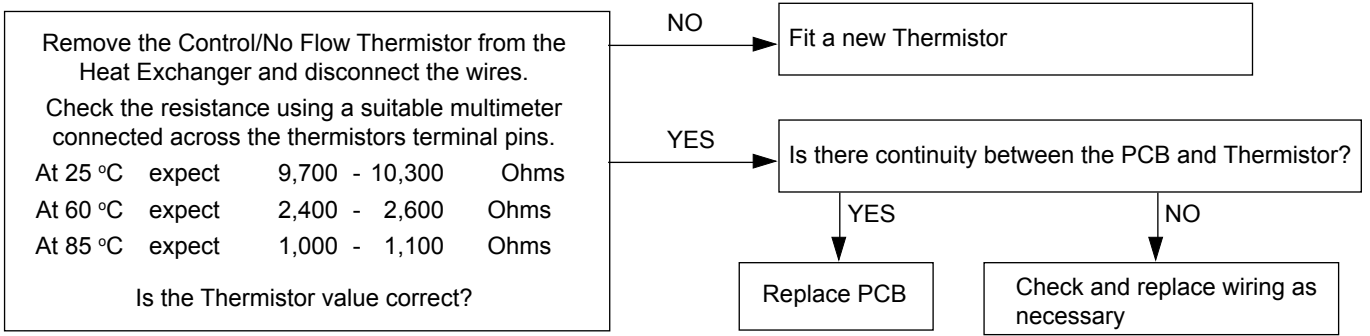 Remove the Control/No Flow Thermistor from the
Heat Exchanger and disconnect the wires.
Check the resistance using a suitable multimeter
connected across the thermistors terminal pins.
At 25 °C expect 9,700 - 10,300 Ohms
At 60 °C expect 2,400 - 2,600 Ohms
At 85 °C expect 1,000 - 1,100 Ohms
Is the Thermistor value correct?
NO
Fit a new Thermistor
YES
Is there continuity between the PCB and Thermistor?
YES
Replace PCB
NO
Check and replace wiring as
necessary